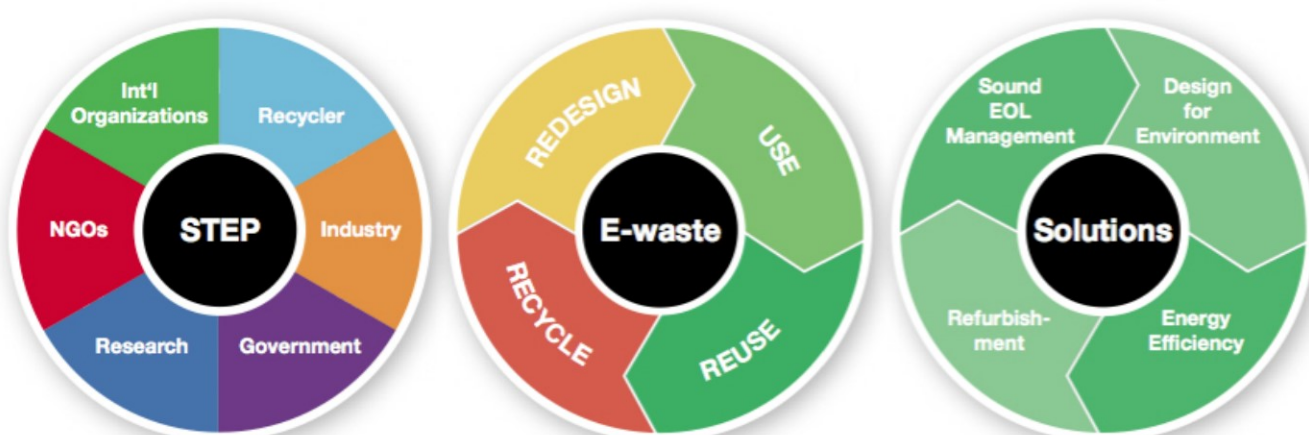 Int'l
Organizations
Recycler
NGOs
STEP
Industry
Research
Government
REDESIGN
USE
E-waste
RECYCLE
REUSE
Sound
EOL
Management
Design
for
Environment
Solutions
Refurbish-
ment
Energy
Efficiency